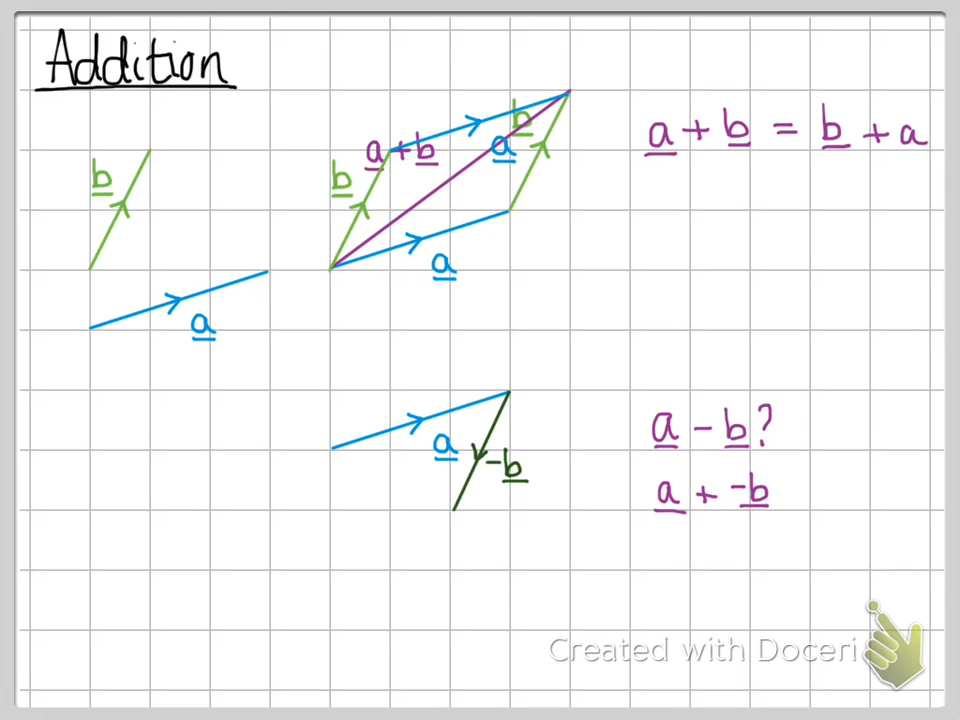 Addition
a + b = b + a
b
a + b
b
b
a
a
a
a
-b
a - b?
a + -b
Created with Doceri